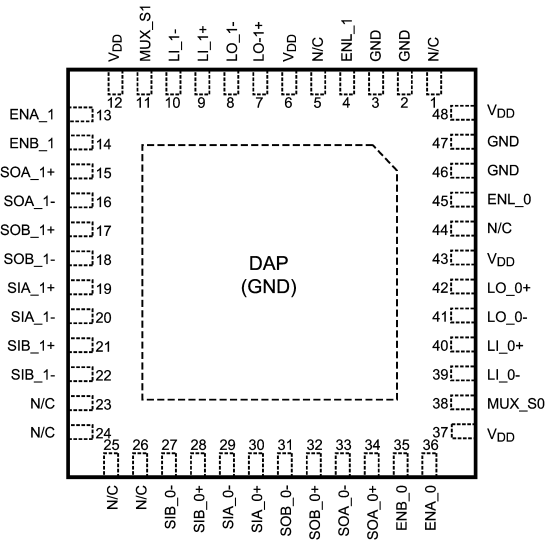 VDD MUX_S1 LI_1- LI_1+ LO_1- LO-1+ VDD N/C ENL_1 GND GND N/C
12 11 10 9 8 7 6 5 4 3 2 1
ENA_1 13
ENB_1 14
SOA_1+ 15
SOA_1- 16
SOB_1+ 17
SOB_1- 18
SIA_1+ 19
SIA_1- 20
SIB_1+ 21
SIB_1- 22
N/C 23
N/C 24
DAP
(GND)
48 VDD
47 GND
46 GND
45 ENL_0
44 N/C
43 VDD
42 LO_0+
41 LO_0-
40 LI_0+
39 LI_0-
38 MUX_S0
37 VDD
25 26 27 28 29 30 31 32 33 34 35 36
N/C N/C SIB_0- SIB_0+ SIA_0- SIA_0+ SOB_0- SOB_0+ SOA_0- SOA_0+ ENB_0 ENA_0